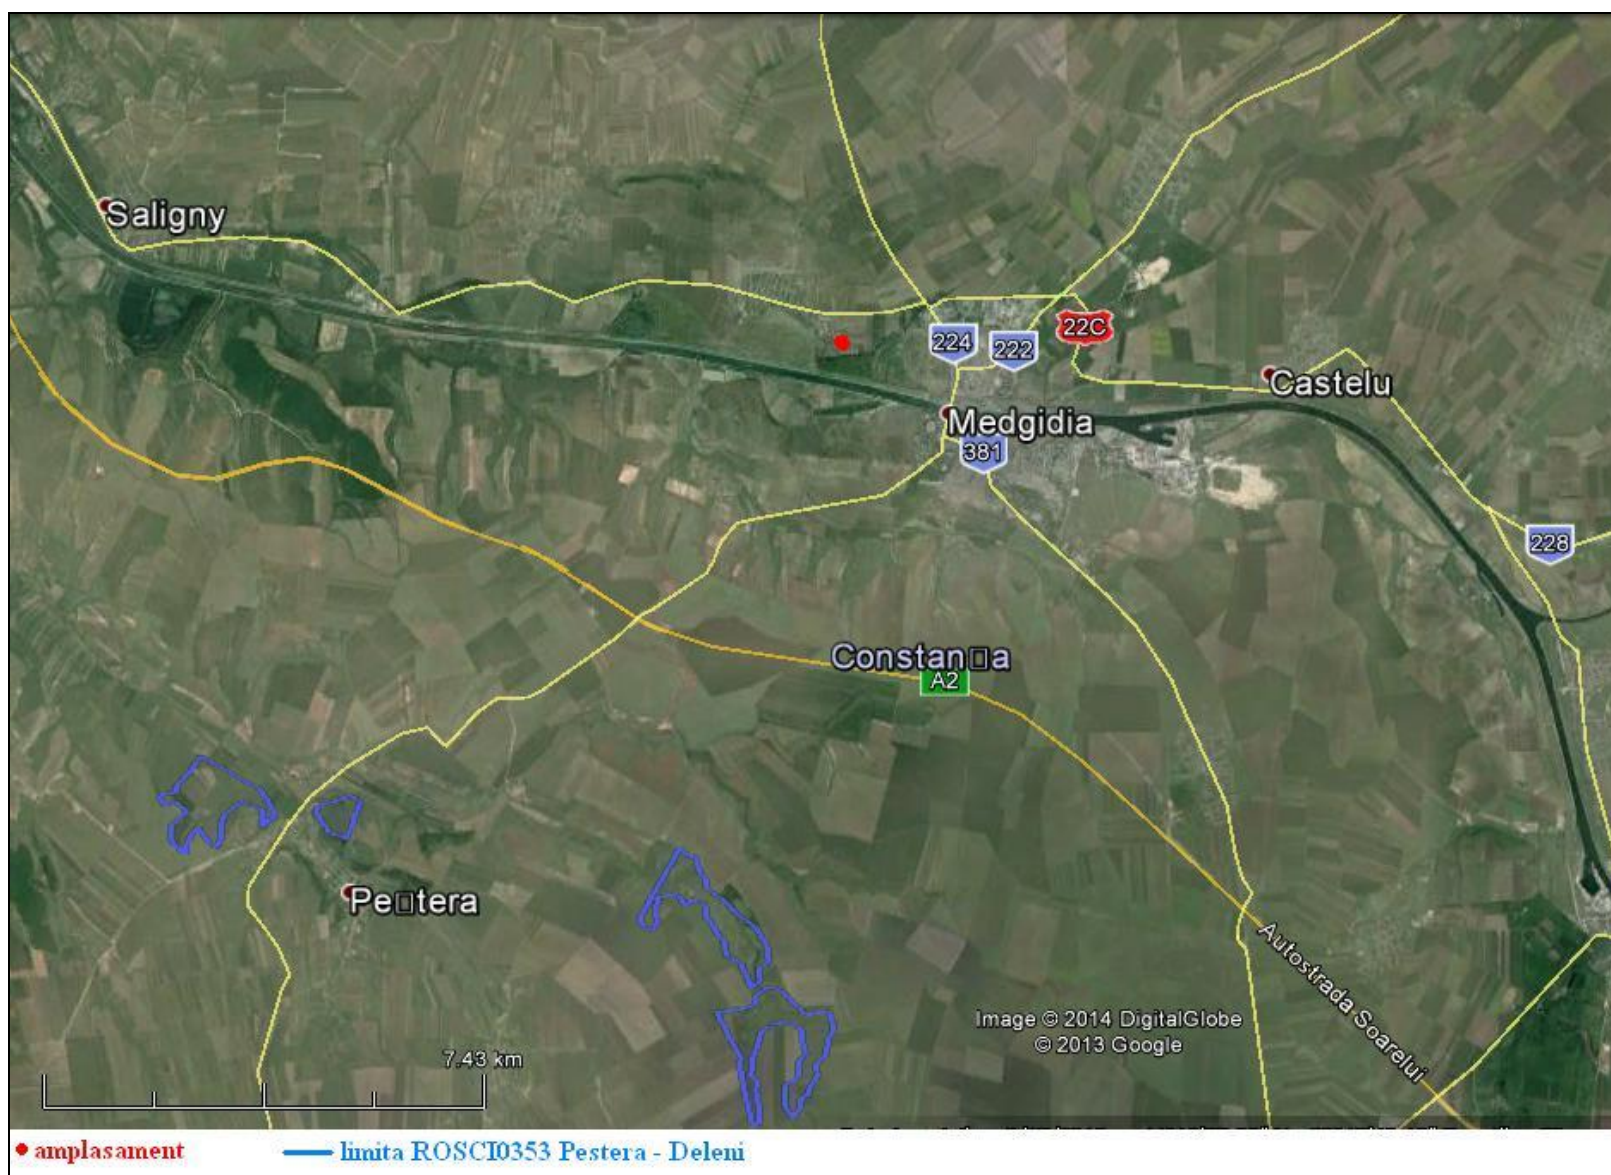 Saligny
224
222
22C
Castelu
Medgidia
381
228
Constan□a
A2
Pe□tera
Autostrada Soarelui
Image © 2014 DigitalGlobe
© 2013 Google
7.43 km
amplasament
limita ROSCI0353 Pestera - Deleni